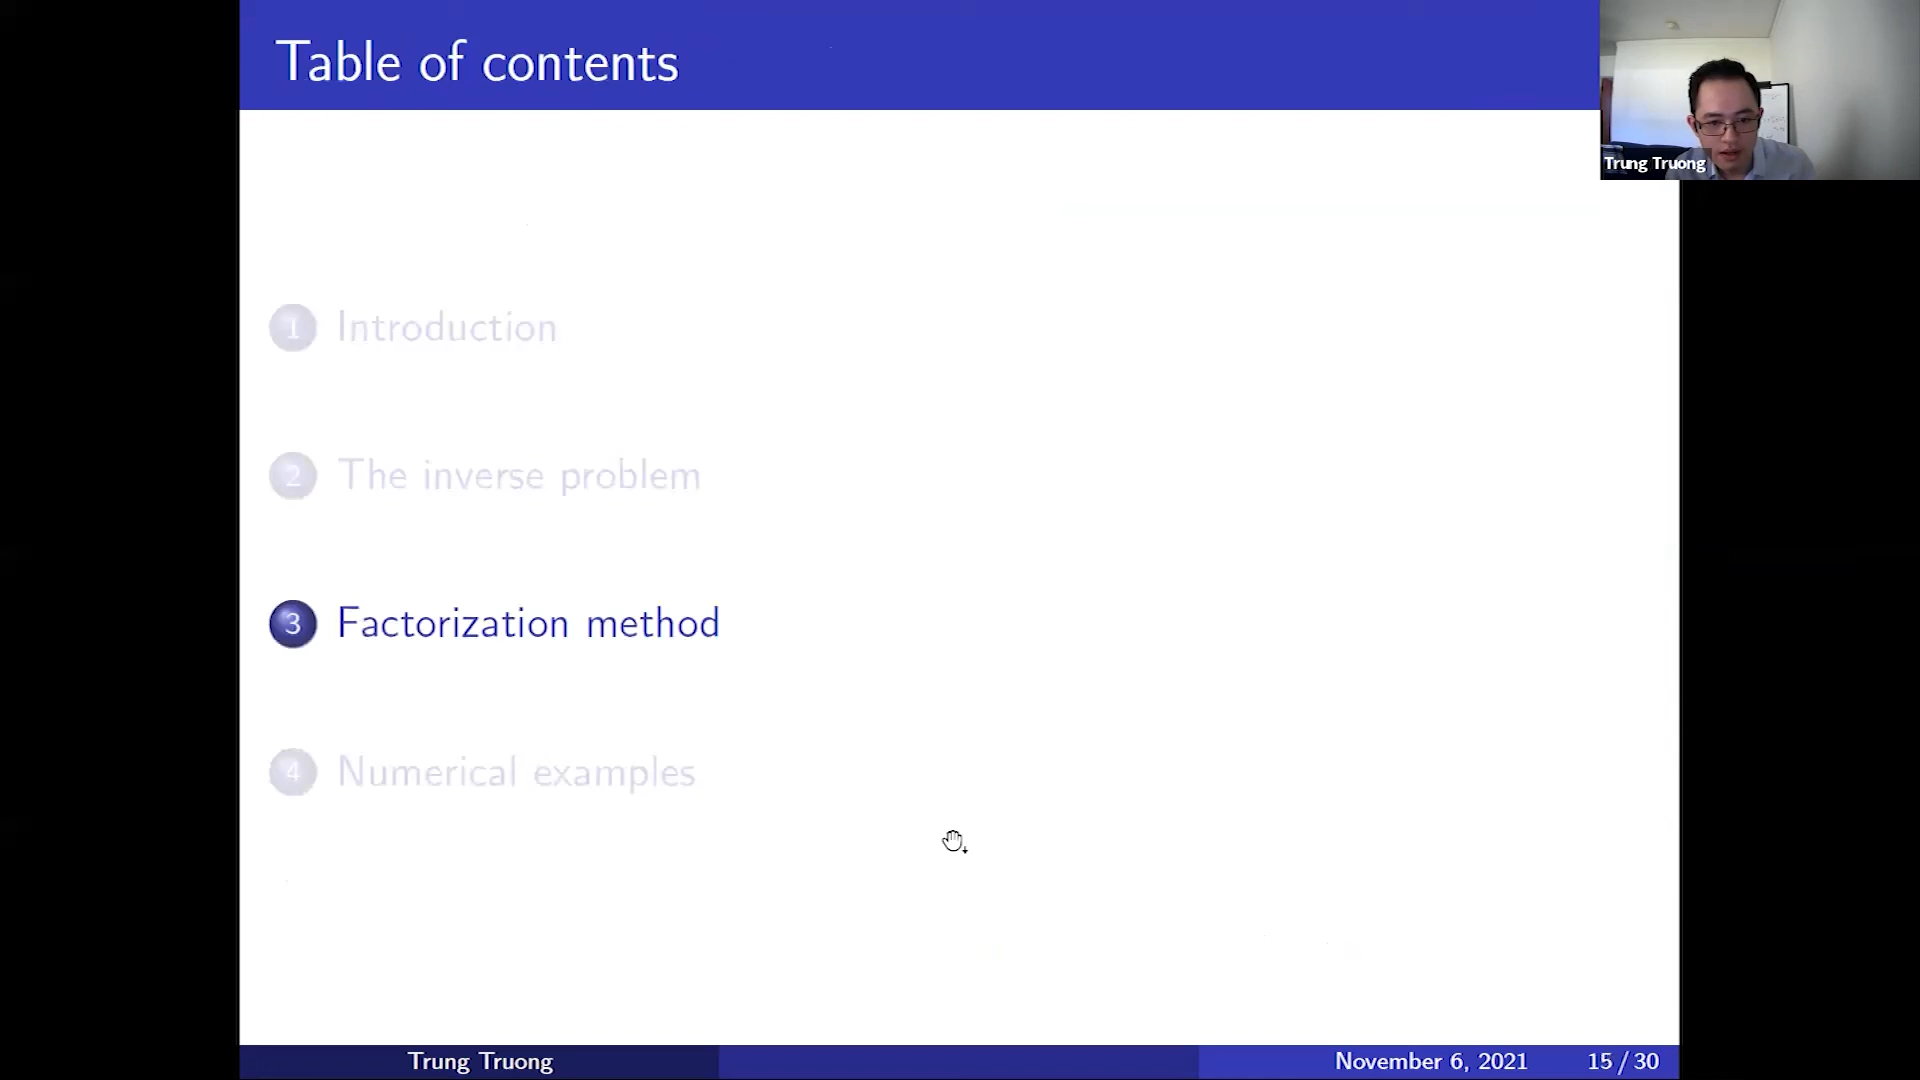 Table of contents
Trung Truong
1 Introduction
2 The inverse problem
3 Factorization method
4 Numerical examples
Trung Truong November 6, 2021 15 / 30